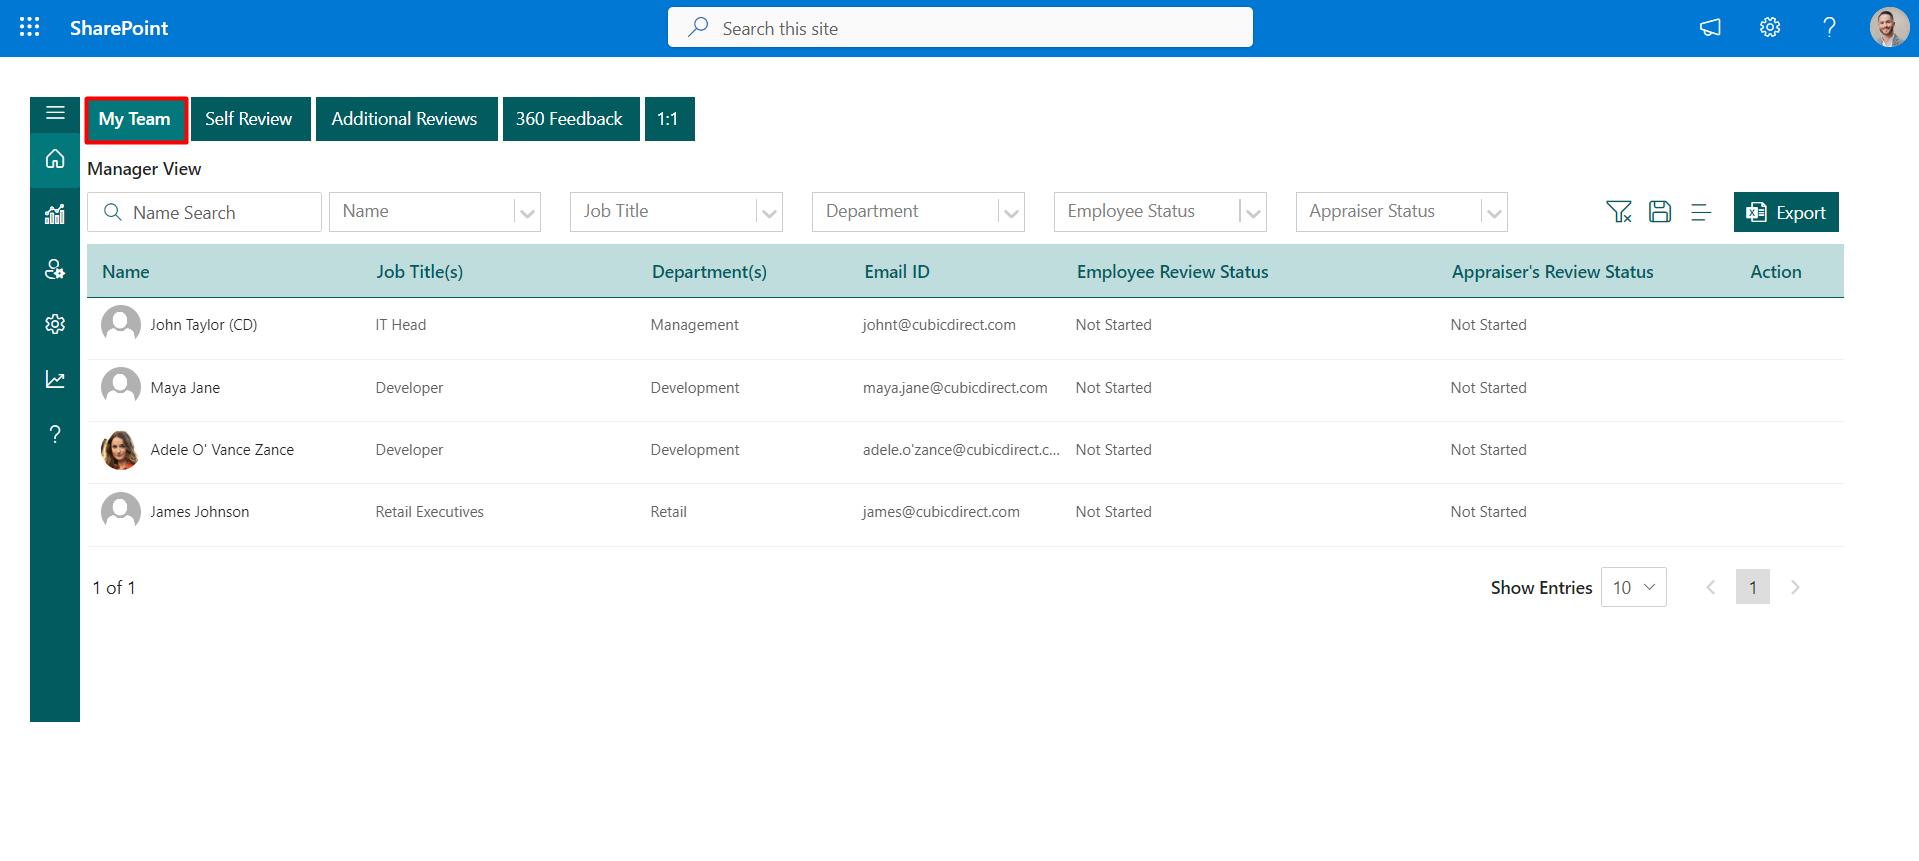 SharePoint
Search this site
My Team Self Review Additional Reviews 360 Feedback 1:1
Manager View
Name Search Name Job Title Department Employee Status Appraiser Status Export
Name Job Title(s) Department(s) Email ID Employee Review Status Appraiser's Review Status Action
John Taylor (CD) IT Head Management johnt@cubicdirect.com Not Started Not Started
Maya Jane Developer Development maya.jane@cubicdirect.com Not Started Not Started
Adele O' Vance Zance Developer Development adele.o'zance@cubicdirect.c... Not Started Not Started
James Johnson Retail Executives Retail james@cubicdirect.com Not Started Not Started
1 of 1 Show Entries 10 1